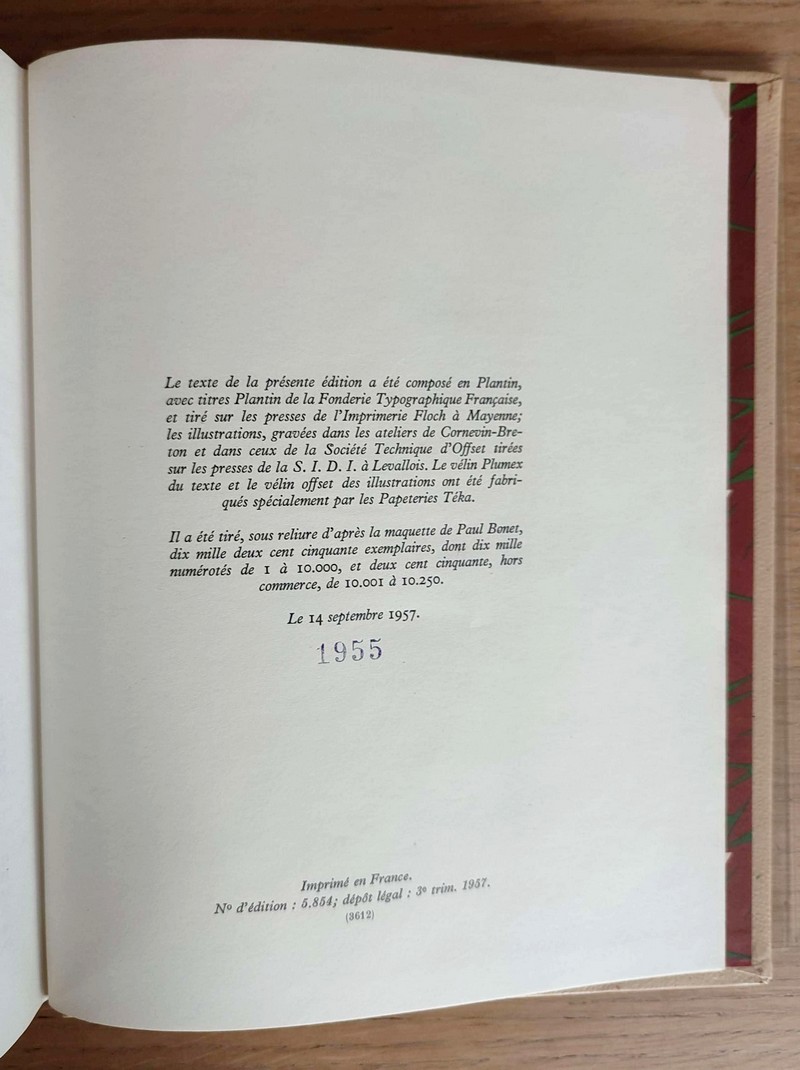 Le texte de la présente édition a été composé en Plantin,
avec titres Plantin de la Fonderie Typographique Française,
et tiré sur les presses de l'Imprimerie Floch à Mayenne;
les illustrations, gravées dans les ateliers de Cornevin-Bre-
ton et dans ceux de la Société Technique d'Offset tirées
sur les presses de la S. I. D. I. à Levallois. Le vélin Plumex
du texte et le vélin offset des illustrations ont été fabri-
qués spécialement par les Papeteries Téka.
Il a été tiré, sous reliure d'après la maquette de Paul Bonet,
dix mille deux cent cinquante exemplaires, dont dix mille
numérotés de 1 à 10.000, et deux cent cinquante, hors
commerce, de 10.001 à 10.250.
Le 14 septembre 1957.
1955
Imprimé en France.
Nº d'édition : 5.854; dépôt légal : 3e trim. 1957.
(3612)